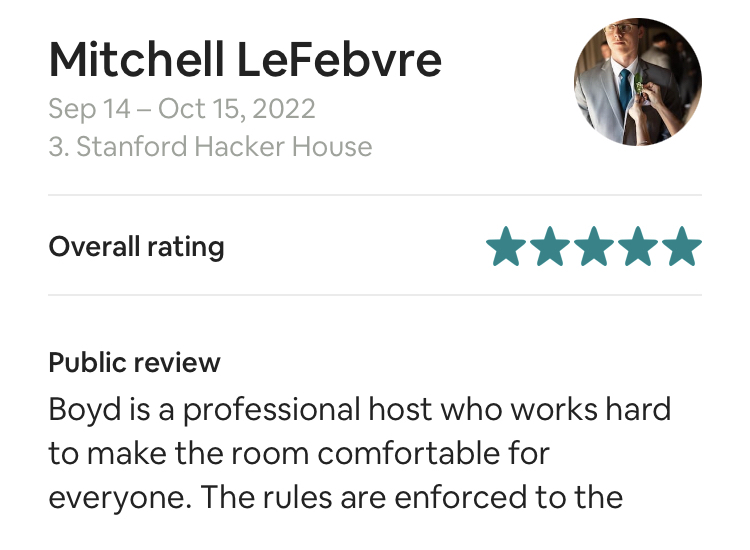 Mitchell LeFebvre
Sep 14 – Oct 15, 2022
3. Stanford Hacker House
Overall rating
Public review
Boyd is a professional host who works hard
to make the room comfortable for
everyone. The rules are enforced to the